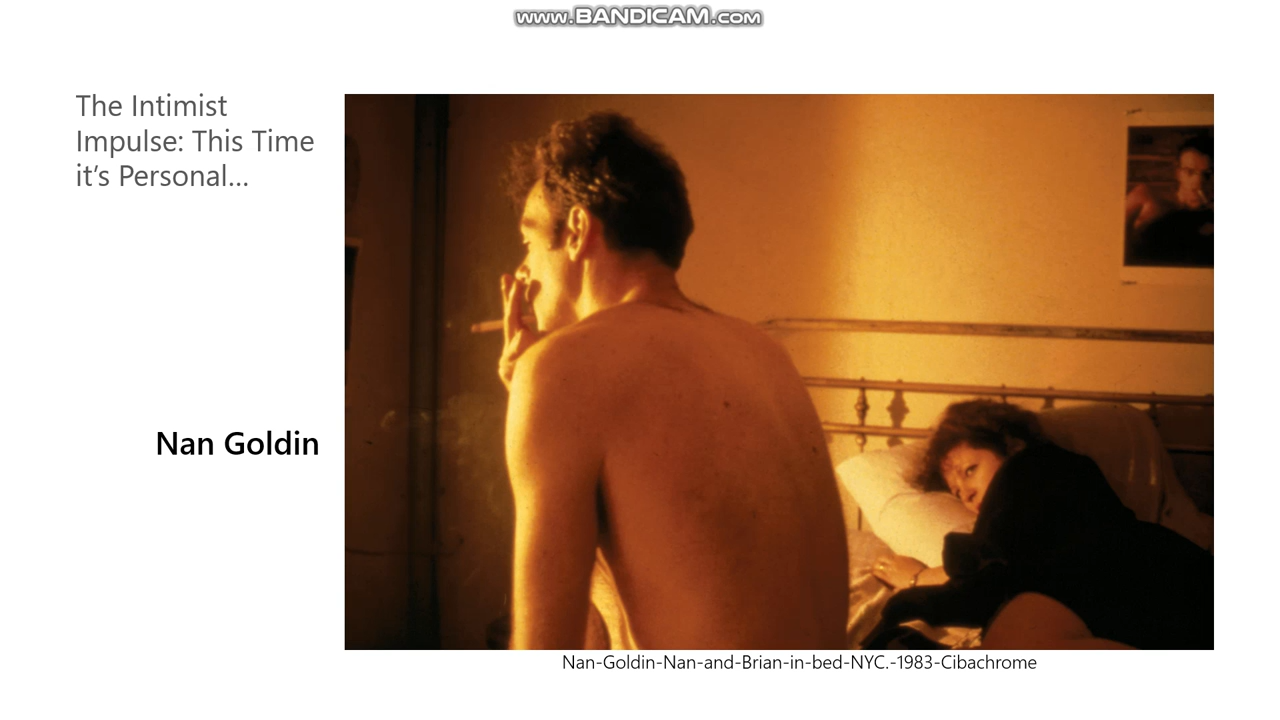 www.BANDICAM.com
The Intimist
Impulse: This Time
it’s Personal…
Nan Goldin
Nan-Goldin-Nan-and-Brian-in-bed-NYC.-1983-Cibachrome